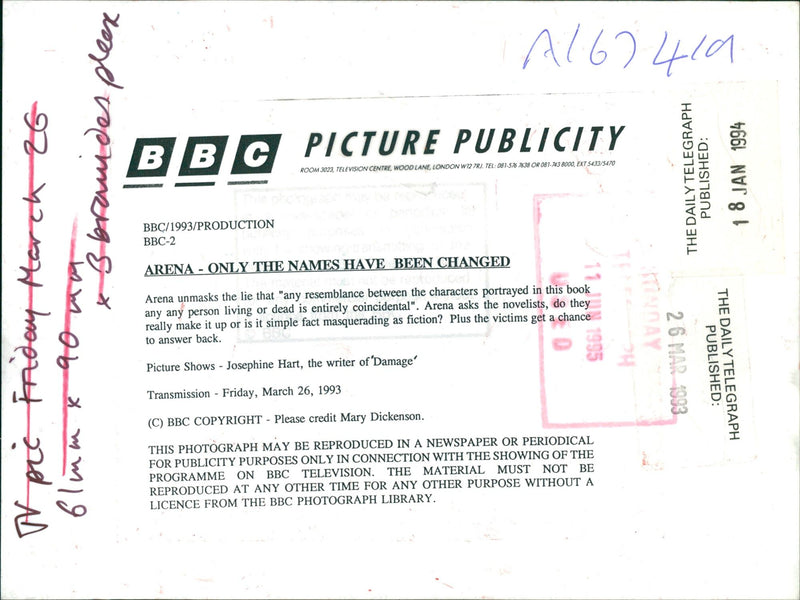 A167419
BBC PICTURE PUBLICITY
ROOM 3023, TELEVISION CENTRE, WOOD LANE, LONDON W12 7RJ. TEL: 081-576 7638 OR 081-743 8000, EXT 5433/5470
BBC/1993/PRODUCTION
BBC-2
ARENA - ONLY THE NAMES HAVE BEEN CHANGED
Arena unmasks the lie that "any resemblance between the characters portrayed in this book
any any person living or dead is entirely coincidental". Arena asks the novelists, do they
really make it up or is it simple fact masquerading as fiction? Plus the victims get a chance
to answer back.
Picture Shows - Josephine Hart, the writer of 'Damage'
Transmission - Friday, March 26, 1993
(C) BBC COPYRIGHT - Please credit Mary Dickenson.
THIS PHOTOGRAPH MAY BE REPRODUCED IN A NEWSPAPER OR PERIODICAL
FOR PUBLICITY PURPOSES ONLY IN CONNECTION WITH THE SHOWING OF THE
PROGRAMME ON BBC TELEVISION. THE MATERIAL MUST NOT BE
REPRODUCED AT ANY OTHER TIME FOR ANY OTHER PURPOSE WITHOUT A
LICENCE FROM THE BBC PHOTOGRAPH LIBRARY.
TV pic Friday March 26
61mm x 90 mm
x 3 please
THE DAILY TELEGRAPH
PUBLISHED:
18 JAN 1994
THE DAILY TELEGRAPH
PUBLISHED:
26 MAR 1993
SUNDAY
11 JUN 1995
USED